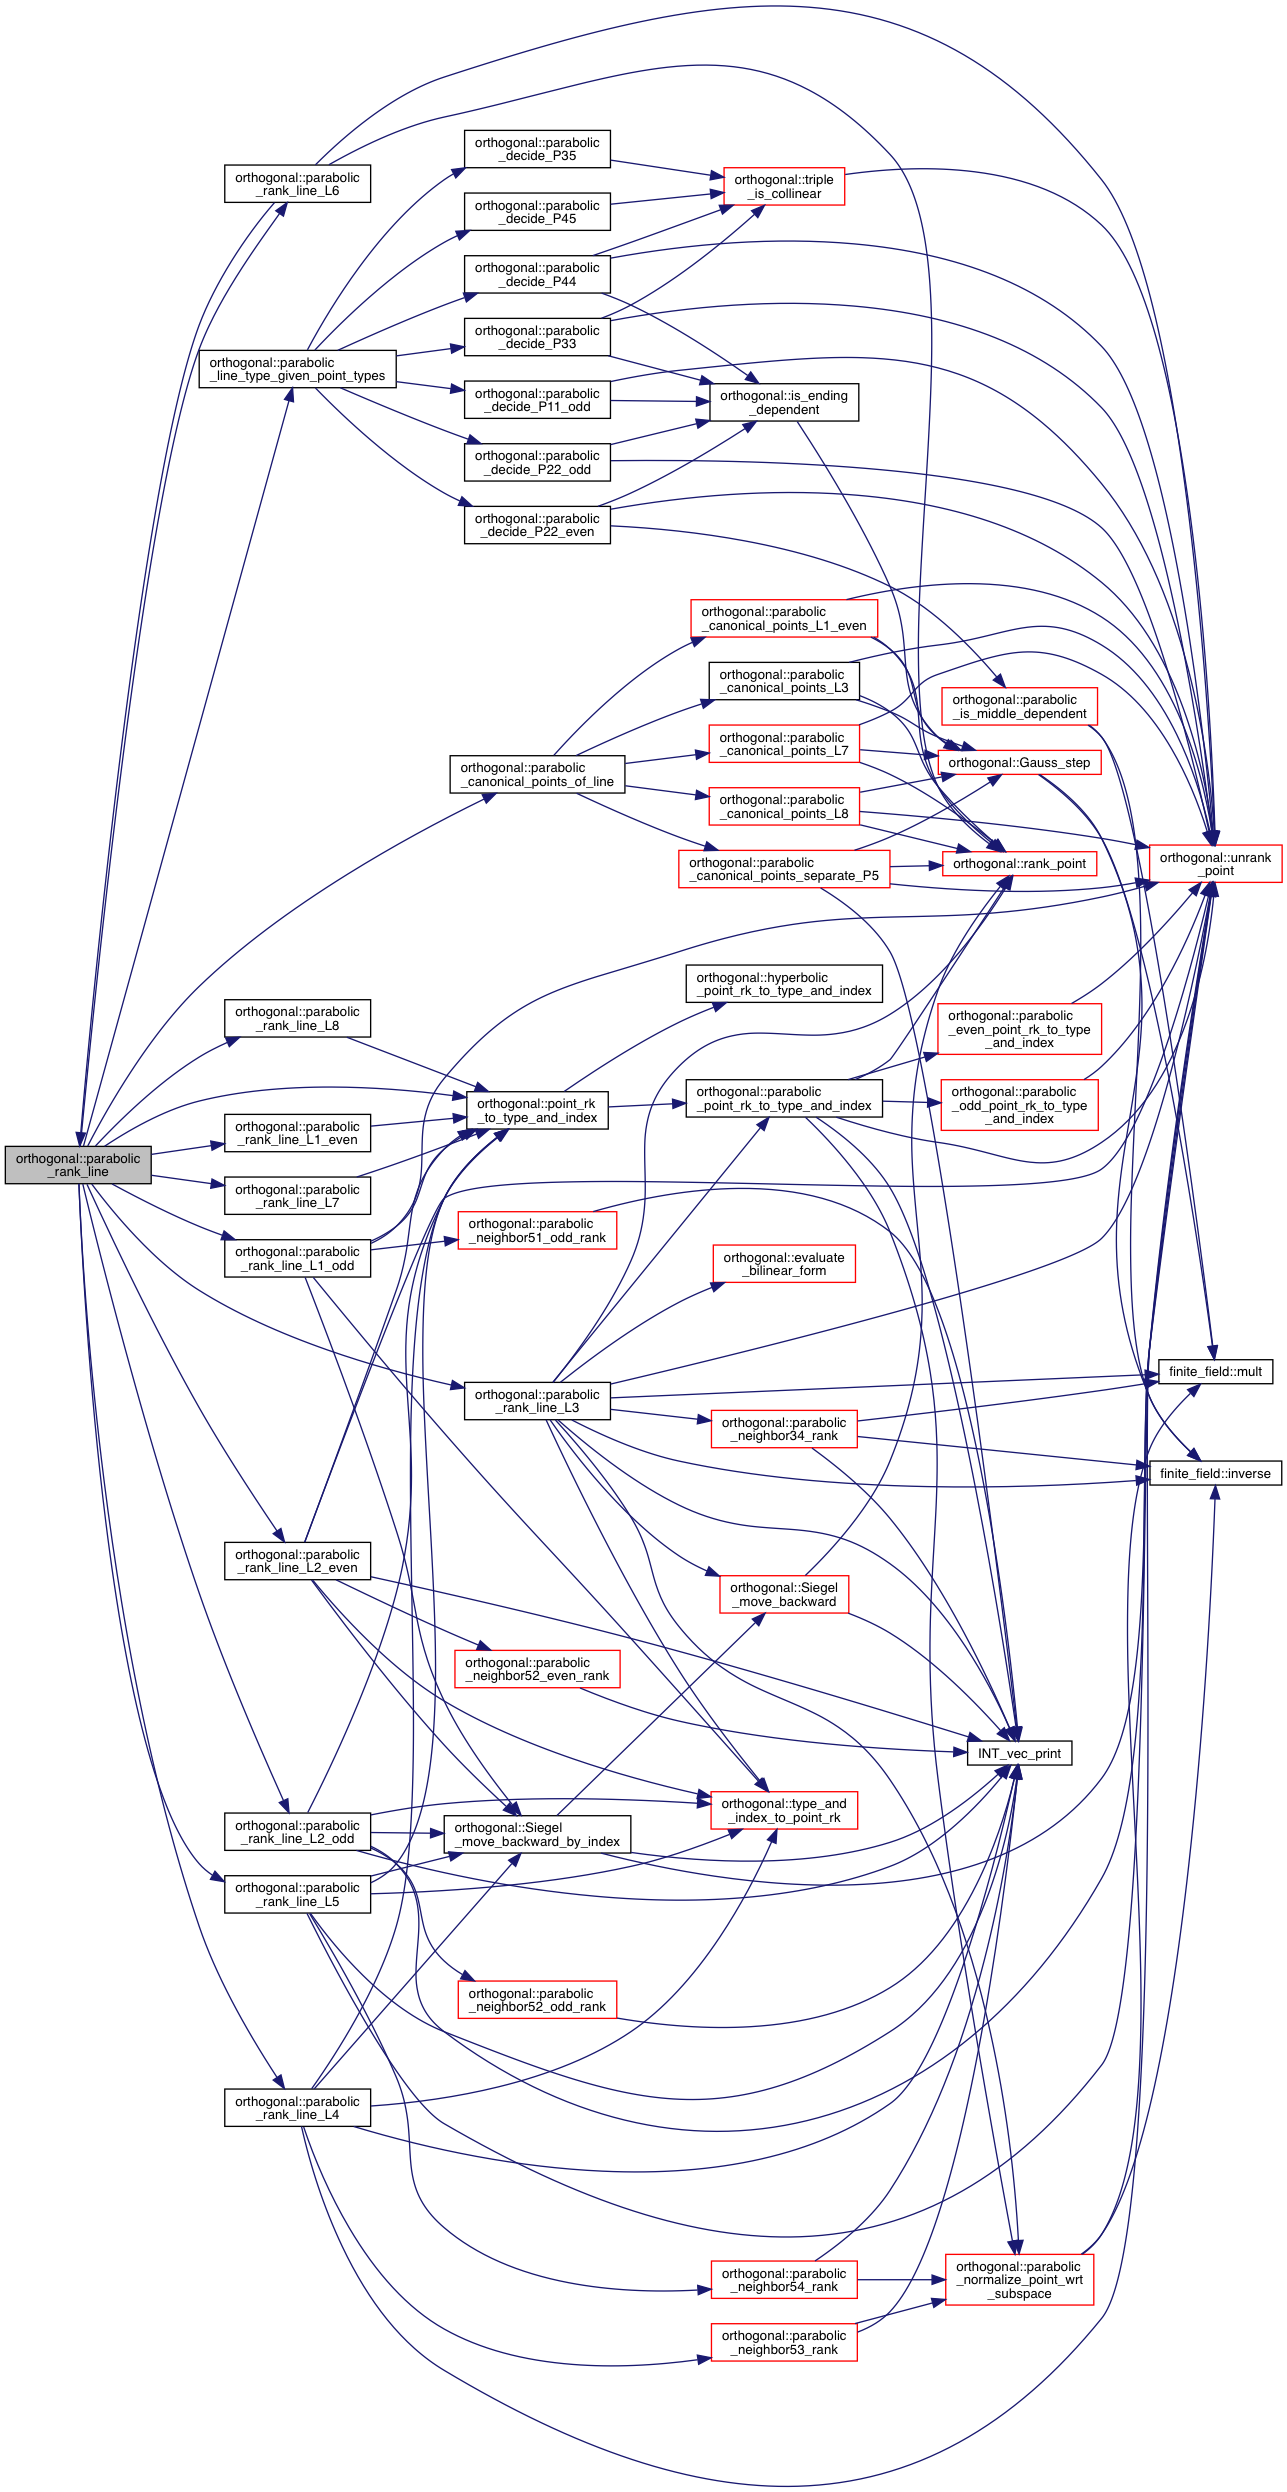 orthogonal::parabolic
_rank_line_L6
orthogonal::parabolic
_decide_P35
orthogonal::triple
_is_collinear
orthogonal::parabolic
_decide_P45
orthogonal::parabolic
_decide_P44
orthogonal::parabolic
_decide_P33
orthogonal::parabolic
_line_type_given_point_types
orthogonal::parabolic
_decide_P11_odd
orthogonal::is_ending
_dependent
orthogonal::parabolic
_decide_P22_odd
orthogonal::parabolic
_decide_P22_even
orthogonal::parabolic
_canonical_points_L1_even
orthogonal::parabolic
_canonical_points_L3
orthogonal::parabolic
_is_middle_dependent
orthogonal::parabolic
_canonical_points_L7
orthogonal::Gauss_step
orthogonal::parabolic
_canonical_points_of_line
orthogonal::parabolic
_canonical_points_L8
orthogonal::parabolic
_canonical_points_separate_P5
orthogonal::rank_point
orthogonal::unrank
_point
orthogonal::hyperbolic
_point_rk_to_type_and_index
orthogonal::parabolic
_rank_line_L8
orthogonal::parabolic
_even_point_rk_to_type
_and_index
orthogonal::point_rk
_to_type_and_index
orthogonal::parabolic
_point_rk_to_type_and_index
orthogonal::parabolic
_odd_point_rk_to_type
_and_index
orthogonal::parabolic
_rank_line_L1_even
orthogonal::parabolic
_rank_line
orthogonal::parabolic
_rank_line_L7
orthogonal::parabolic
_neighbor51_odd_rank
orthogonal::parabolic
_rank_line_L1_odd
orthogonal::evaluate
_bilinear_form
finite_field::mult
orthogonal::parabolic
_rank_line_L3
orthogonal::parabolic
_neighbor34_rank
finite_field::inverse
orthogonal::parabolic
_rank_line_L2_even
orthogonal::Siegel
_move_backward
orthogonal::parabolic
_neighbor52_even_rank
INT_vec_print
orthogonal::type_and
_index_to_point_rk
orthogonal::parabolic
_rank_line_L2_odd
orthogonal::Siegel
_move_backward_by_index
orthogonal::parabolic
_rank_line_L5
orthogonal::parabolic
_neighbor52_odd_rank
orthogonal::parabolic
_rank_line_L4
orthogonal::parabolic
_neighbor54_rank
orthogonal::parabolic
_normalize_point_wrt
_subspace
orthogonal::parabolic
_neighbor53_rank